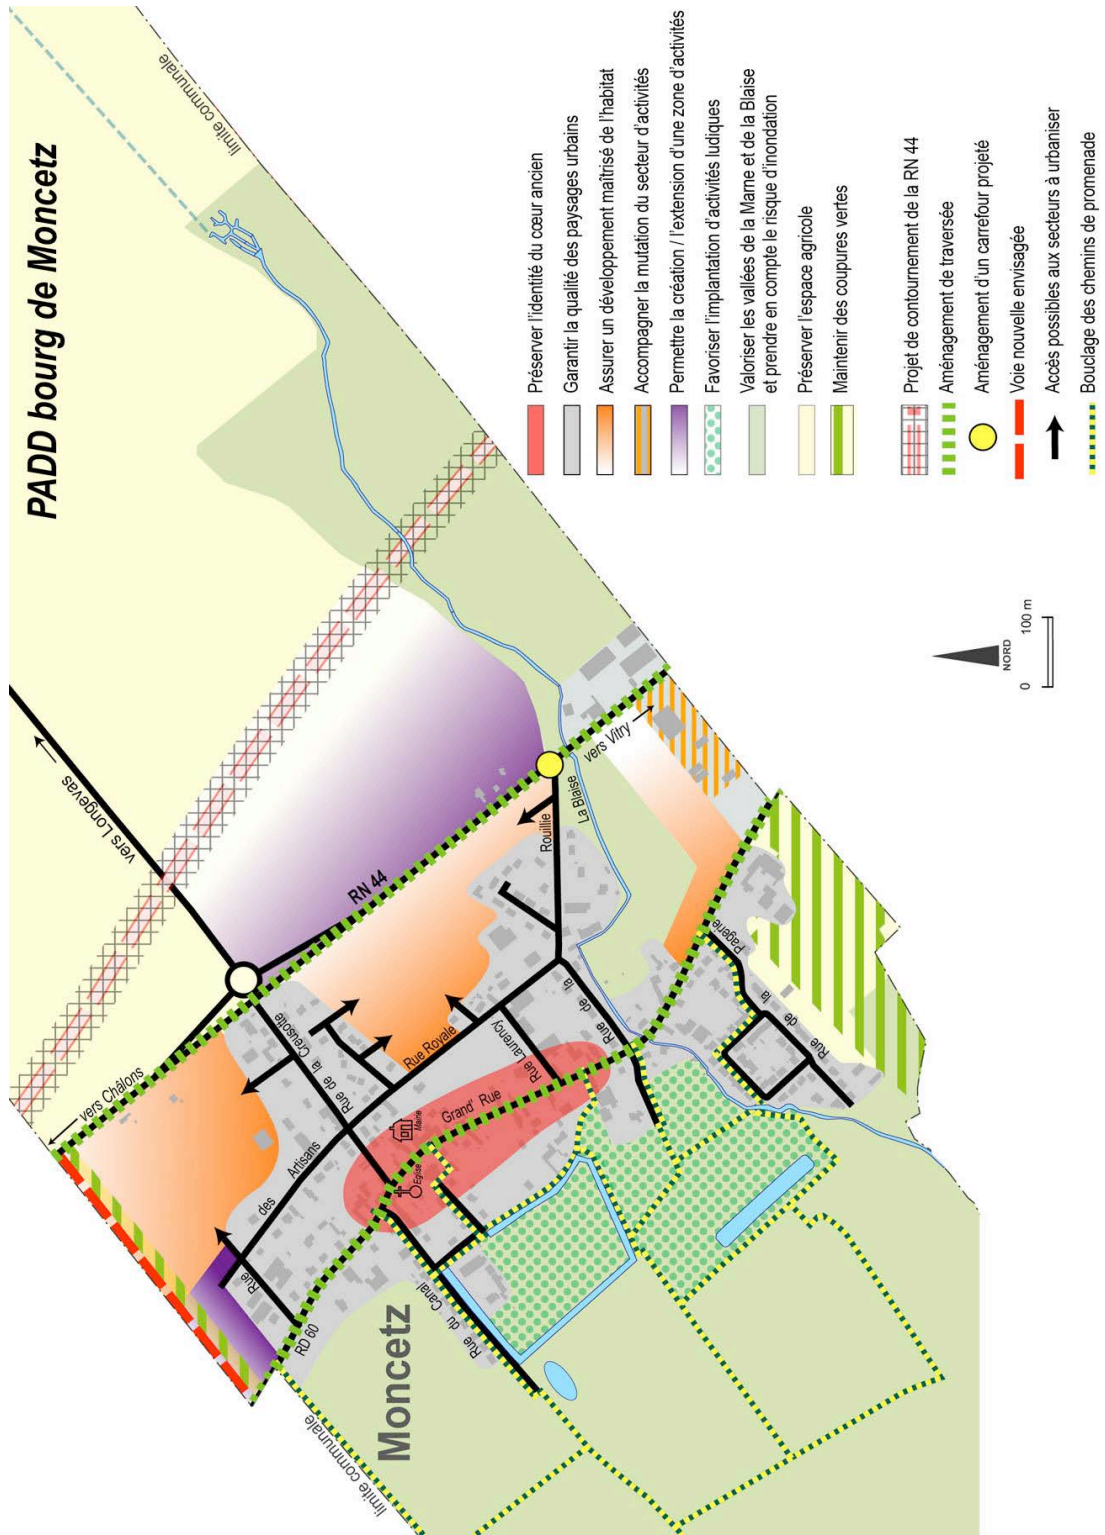 PADD bourg de Moncetz
limite communale
vers Longevas
RN 44
vers Châlons
Rue de la Creusotte
Rue des Artisans
RD 60
Rue Royale
Rue Laurency
Grand' Rue
Mairie
Eglise
Rue du Canal
Moncetz
limite communale
Rue de la Rouillie
La Blaise
vers Vitry
Rue de la Pagerie
Préserver l'identité du cœur ancien
Garantir la qualité des paysages urbains
Assurer un développement maîtrisé de l'habitat
Accompagner la mutation du secteur d'activités
Permettre la création / l'extension d'une zone d'activités
Favoriser l'implantation d'activités ludiques
Valoriser les vallées de la Marne et de la Blaise
et prendre en compte le risque d'inondation
Préserver l'espace agricole
Maintenir des coupures vertes
Projet de contournement de la RN 44
Aménagement de traversée
Aménagement d'un carrefour projeté
Voie nouvelle envisagée
Accès possibles aux secteurs à urbaniser
Bouclage des chemins de promenade
NORD
0 100 m